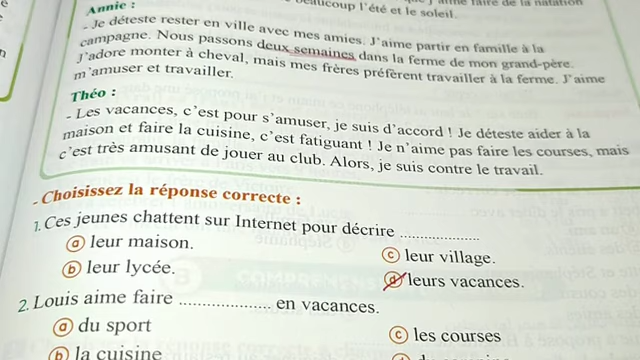 beaucoup l'été et le soleil.
j'aime faire de la natation
Annie :
- Je déteste rester en ville avec mes amies. J'aime partir en famille à la
campagne. Nous passons deux semaines dans la ferme de mon grand-père.
J'adore monter à cheval, mais mes frères préfèrent travailler à la ferme. J'aime
m'amuser et travailler.
Théo :
- Les vacances, c'est pour s'amuser, je suis d'accord ! Je déteste aider à la
maison et faire la cuisine, c'est fatiguant ! Je n'aime pas faire les courses, mais
c'est très amusant de jouer au club. Alors, je suis contre le travail.
- Choisissez la réponse correcte :
1. Ces jeunes chattent sur Internet pour décrire ....................
ⓐ leur maison.
ⓒ leur village.
ⓑ leur lycée.
ⓓ leurs vacances.
2. Louis aime faire ..................... en vacances.
ⓐ du sport
ⓒ les courses
ⓑ la cuisine